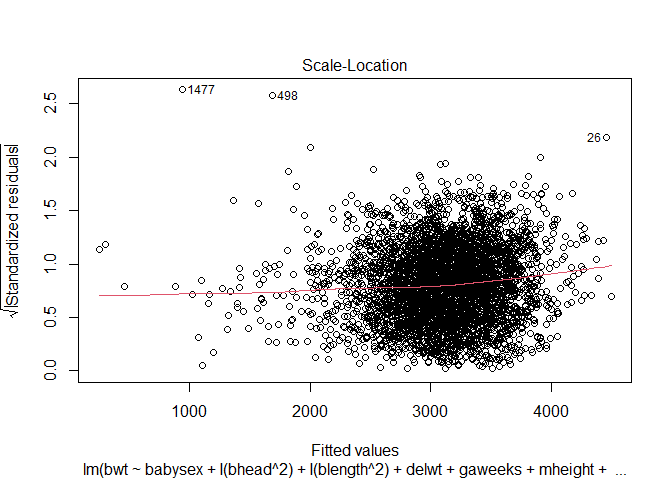 Scale-Location
√|Standardized residuals|
2.5
2.0
1.5
1.0
0.5
0.0
1477
498
26
1000 2000 3000 4000
Fitted values
lm(bwt ~ babysex + I(bhead^2) + I(blength^2) + delwt + gaweeks + mheight + ...